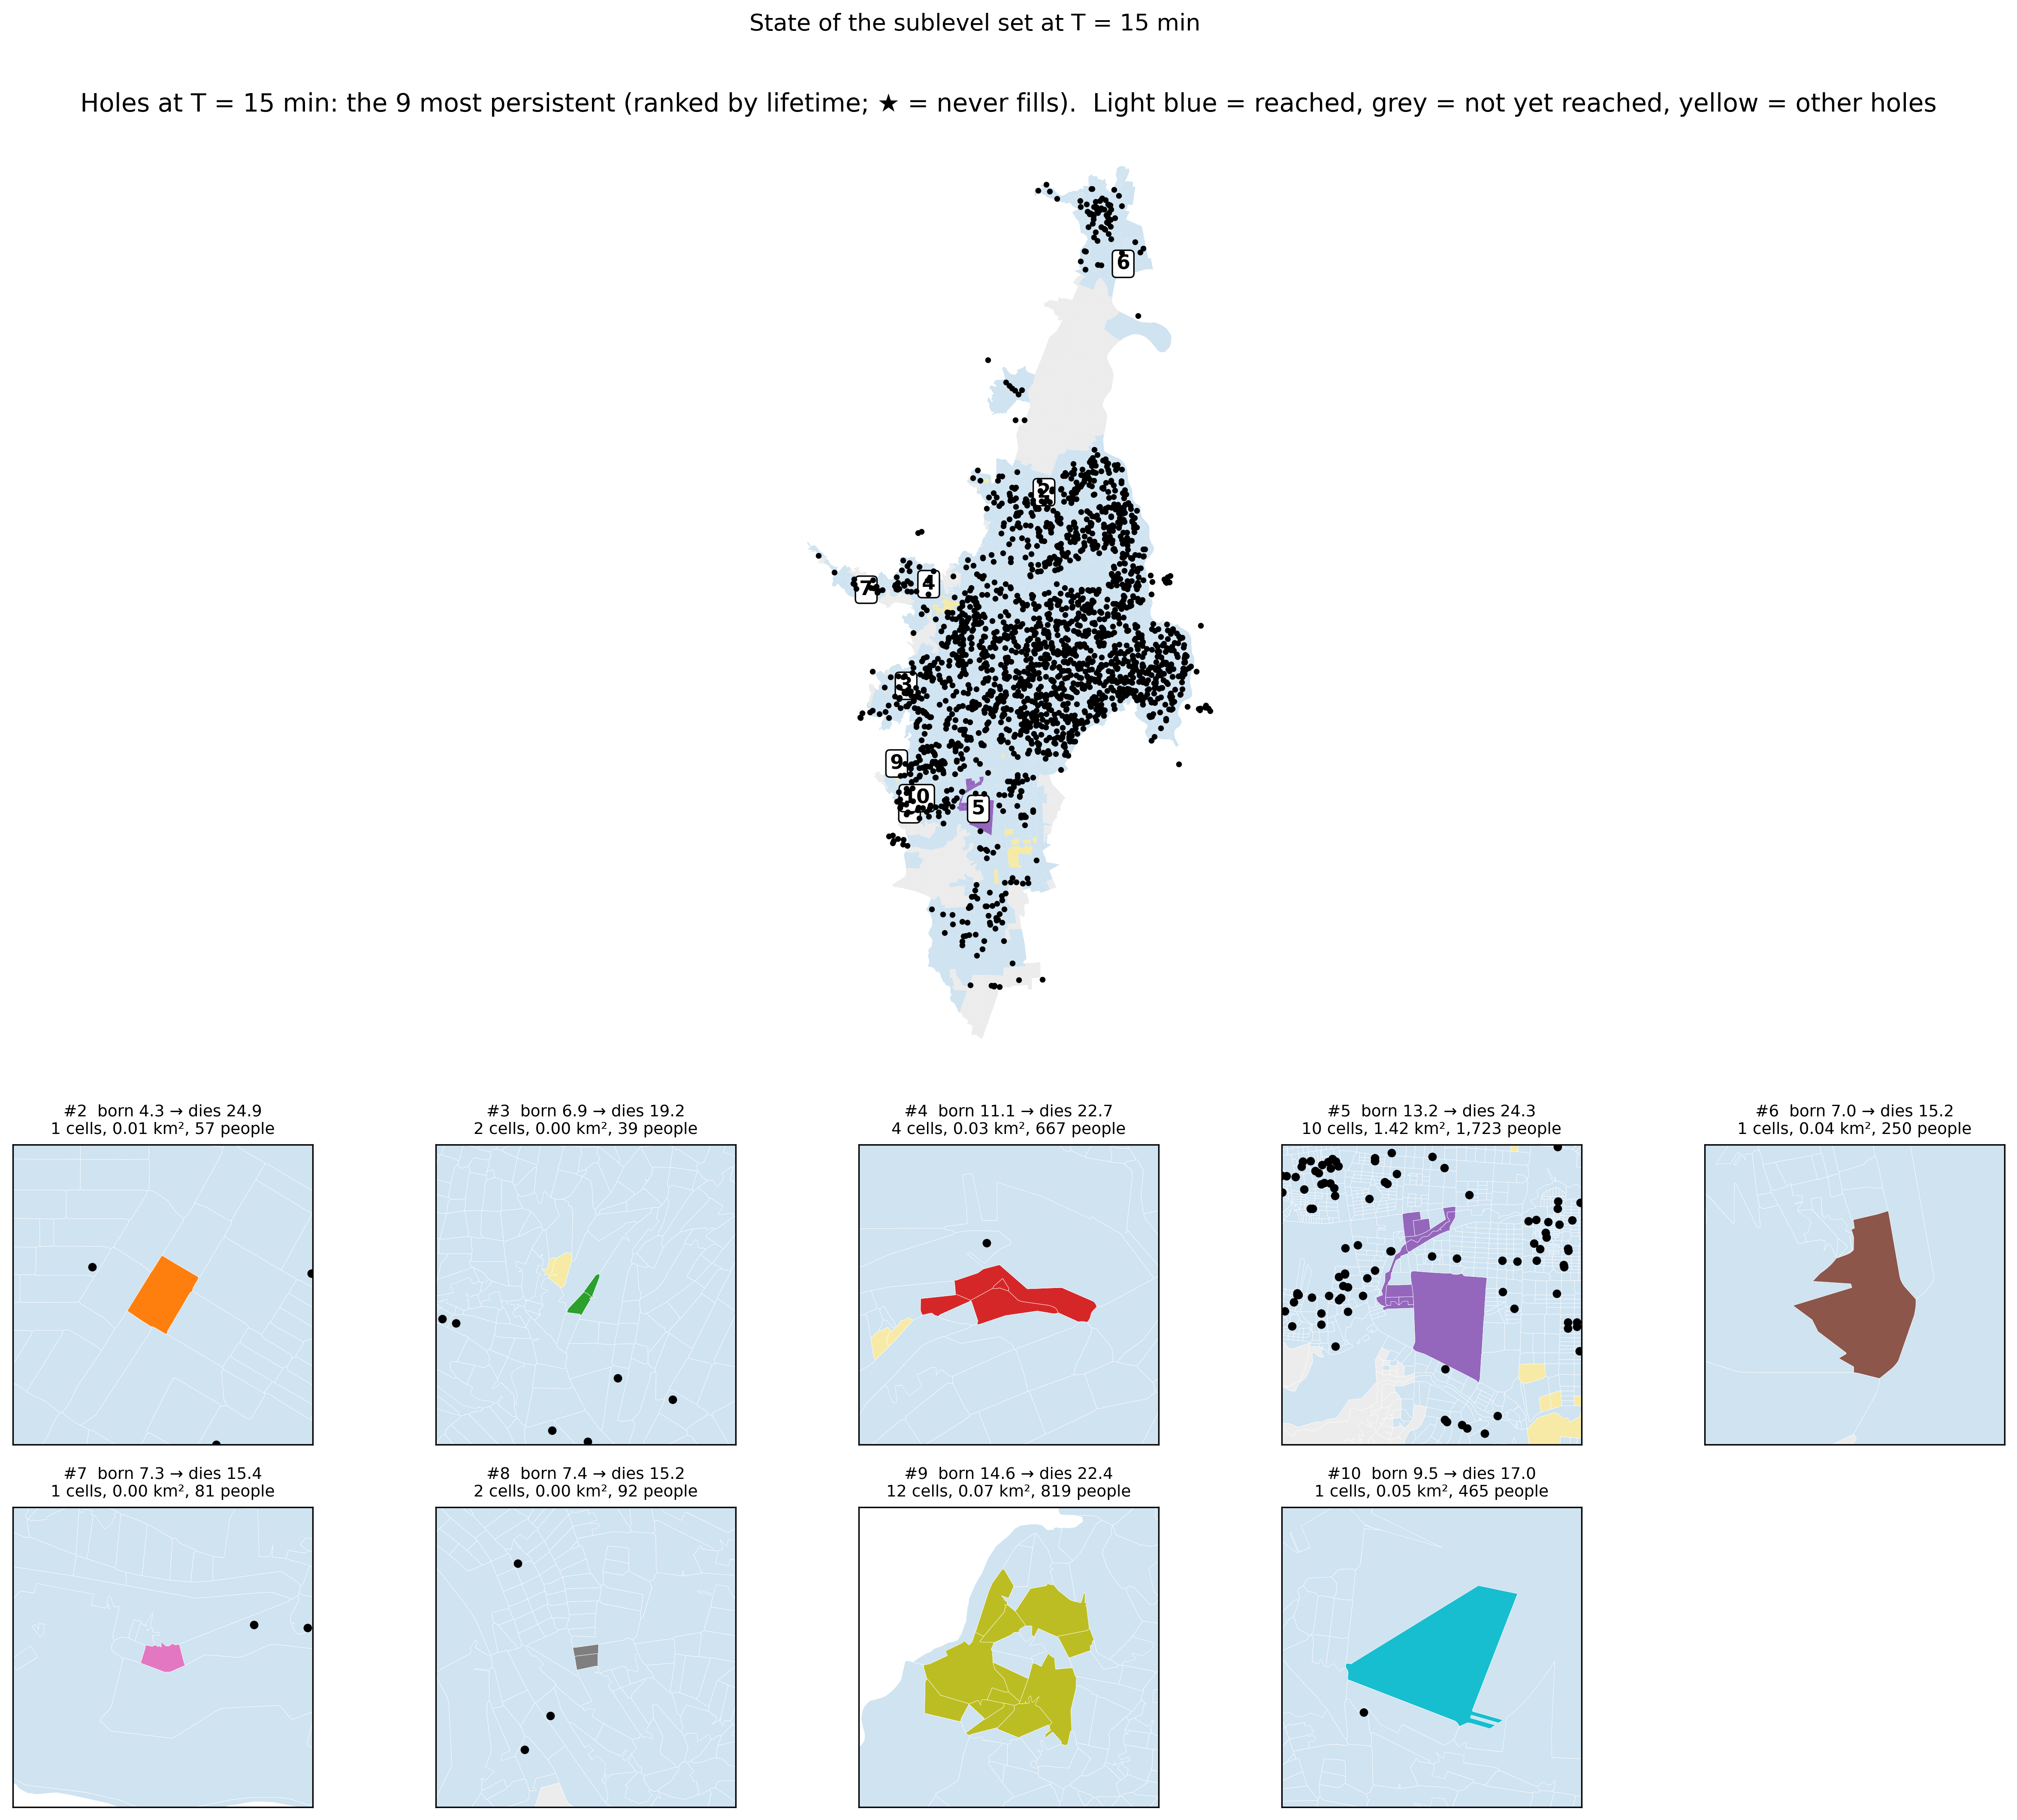 State of the sublevel set at T = 15 min
Holes at T = 15 min: the 9 most persistent (ranked by lifetime; ★ = never fills).  Light blue = reached, grey = not yet reached, yellow = other holes
6
2
7
4
3
9
10
5
#2  born 4.3 → dies 24.9
1 cells, 0.01 km², 57 people
#3  born 6.9 → dies 19.2
2 cells, 0.00 km², 39 people
#4  born 11.1 → dies 22.7
4 cells, 0.03 km², 667 people
#5  born 13.2 → dies 24.3
10 cells, 1.42 km², 1,723 people
#6  born 7.0 → dies 15.2
1 cells, 0.04 km², 250 people
#7  born 7.3 → dies 15.4
1 cells, 0.00 km², 81 people
#8  born 7.4 → dies 15.2
2 cells, 0.00 km², 92 people
#9  born 14.6 → dies 22.4
12 cells, 0.07 km², 819 people
#10  born 9.5 → dies 17.0
1 cells, 0.05 km², 465 people